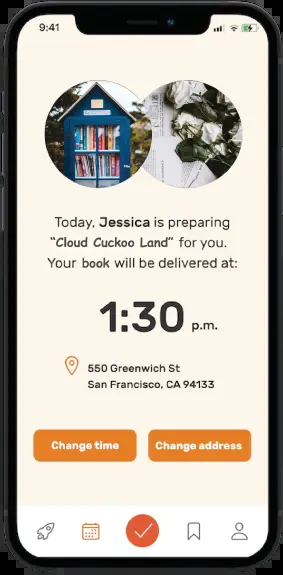 9:41
Today, Jessica is preparing
“Cloud Cuckoo Land” for you.
Your book will be delivered at:
1:30 p.m.
550 Greenwich St
San Francisco, CA 94133
Change time
Change address